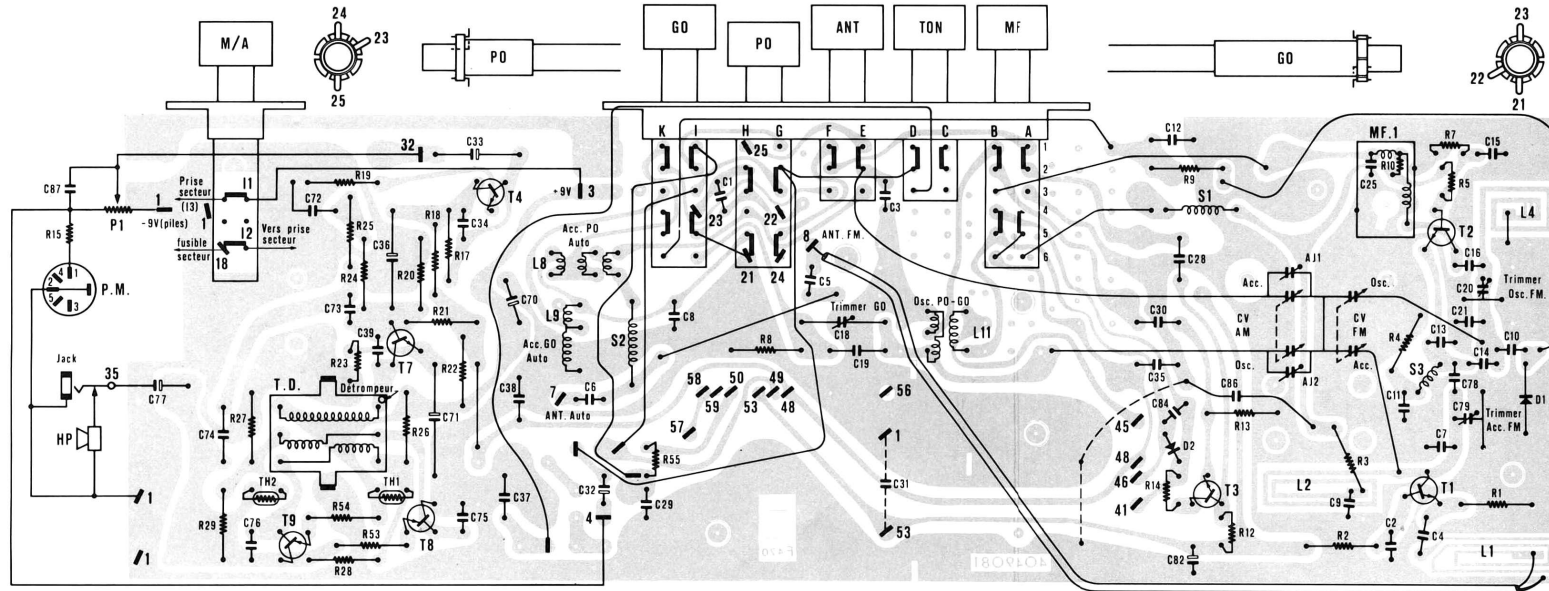 24
23
25
M/A
PO
GO
PO
ANT
TON
MF
GO
23
22
21
K I H G F E D C B A
1
2
3
4
5
6
25
23
22
21
24
C87
P1
R15
1
-9V(piles)
Prise
secteur
(I3)
1
I1
I2
fusible
secteur
18
Vers prise
secteur
32
C33
+9V
3
R19
C72
T4
R25
R24
C36
R20
R18
R17
C34
C73
R21
C39
R23
T7
R22
4
1
2
5
3
P.M.
Jack
35
C77
HP
1
1
T.D.
Détrompeur
C74
R27
R26
C71
C38
TH2
TH1
R54
R53
R28
R29
C76
T9
T8
C75
C37
C70
Acc. PO
Auto
L8
L9
Acc.GO
Auto
7
C6
ANT. Auto
S2
C8
C1
C32
4
C29
R55
57
58
59
50
53
49
48
R8
8
ANT. FM.
C5
C3
Trimmer GO
C18
C19
56
1
C31
53
Osc. PO-GO
L11
C12
R9
S1
C28
C30
C35
AJ1
Acc.
Osc.
CV
AM
CV
FM
Osc.
Acc.
AJ2
C86
R13
C84
D2
45
48
46
41
R14
T3
R12
C82
L2
R3
C9
R2
C2
C4
T1
R1
L1
MF.1
C25
R10
R7
C15
R5
T2
L4
C16
C20
Trimmer
Osc. FM.
C21
R4
C13
C10
C14
S3
C78
C11
C79
Trimmer
Acc. FM
D1
C7
4049081